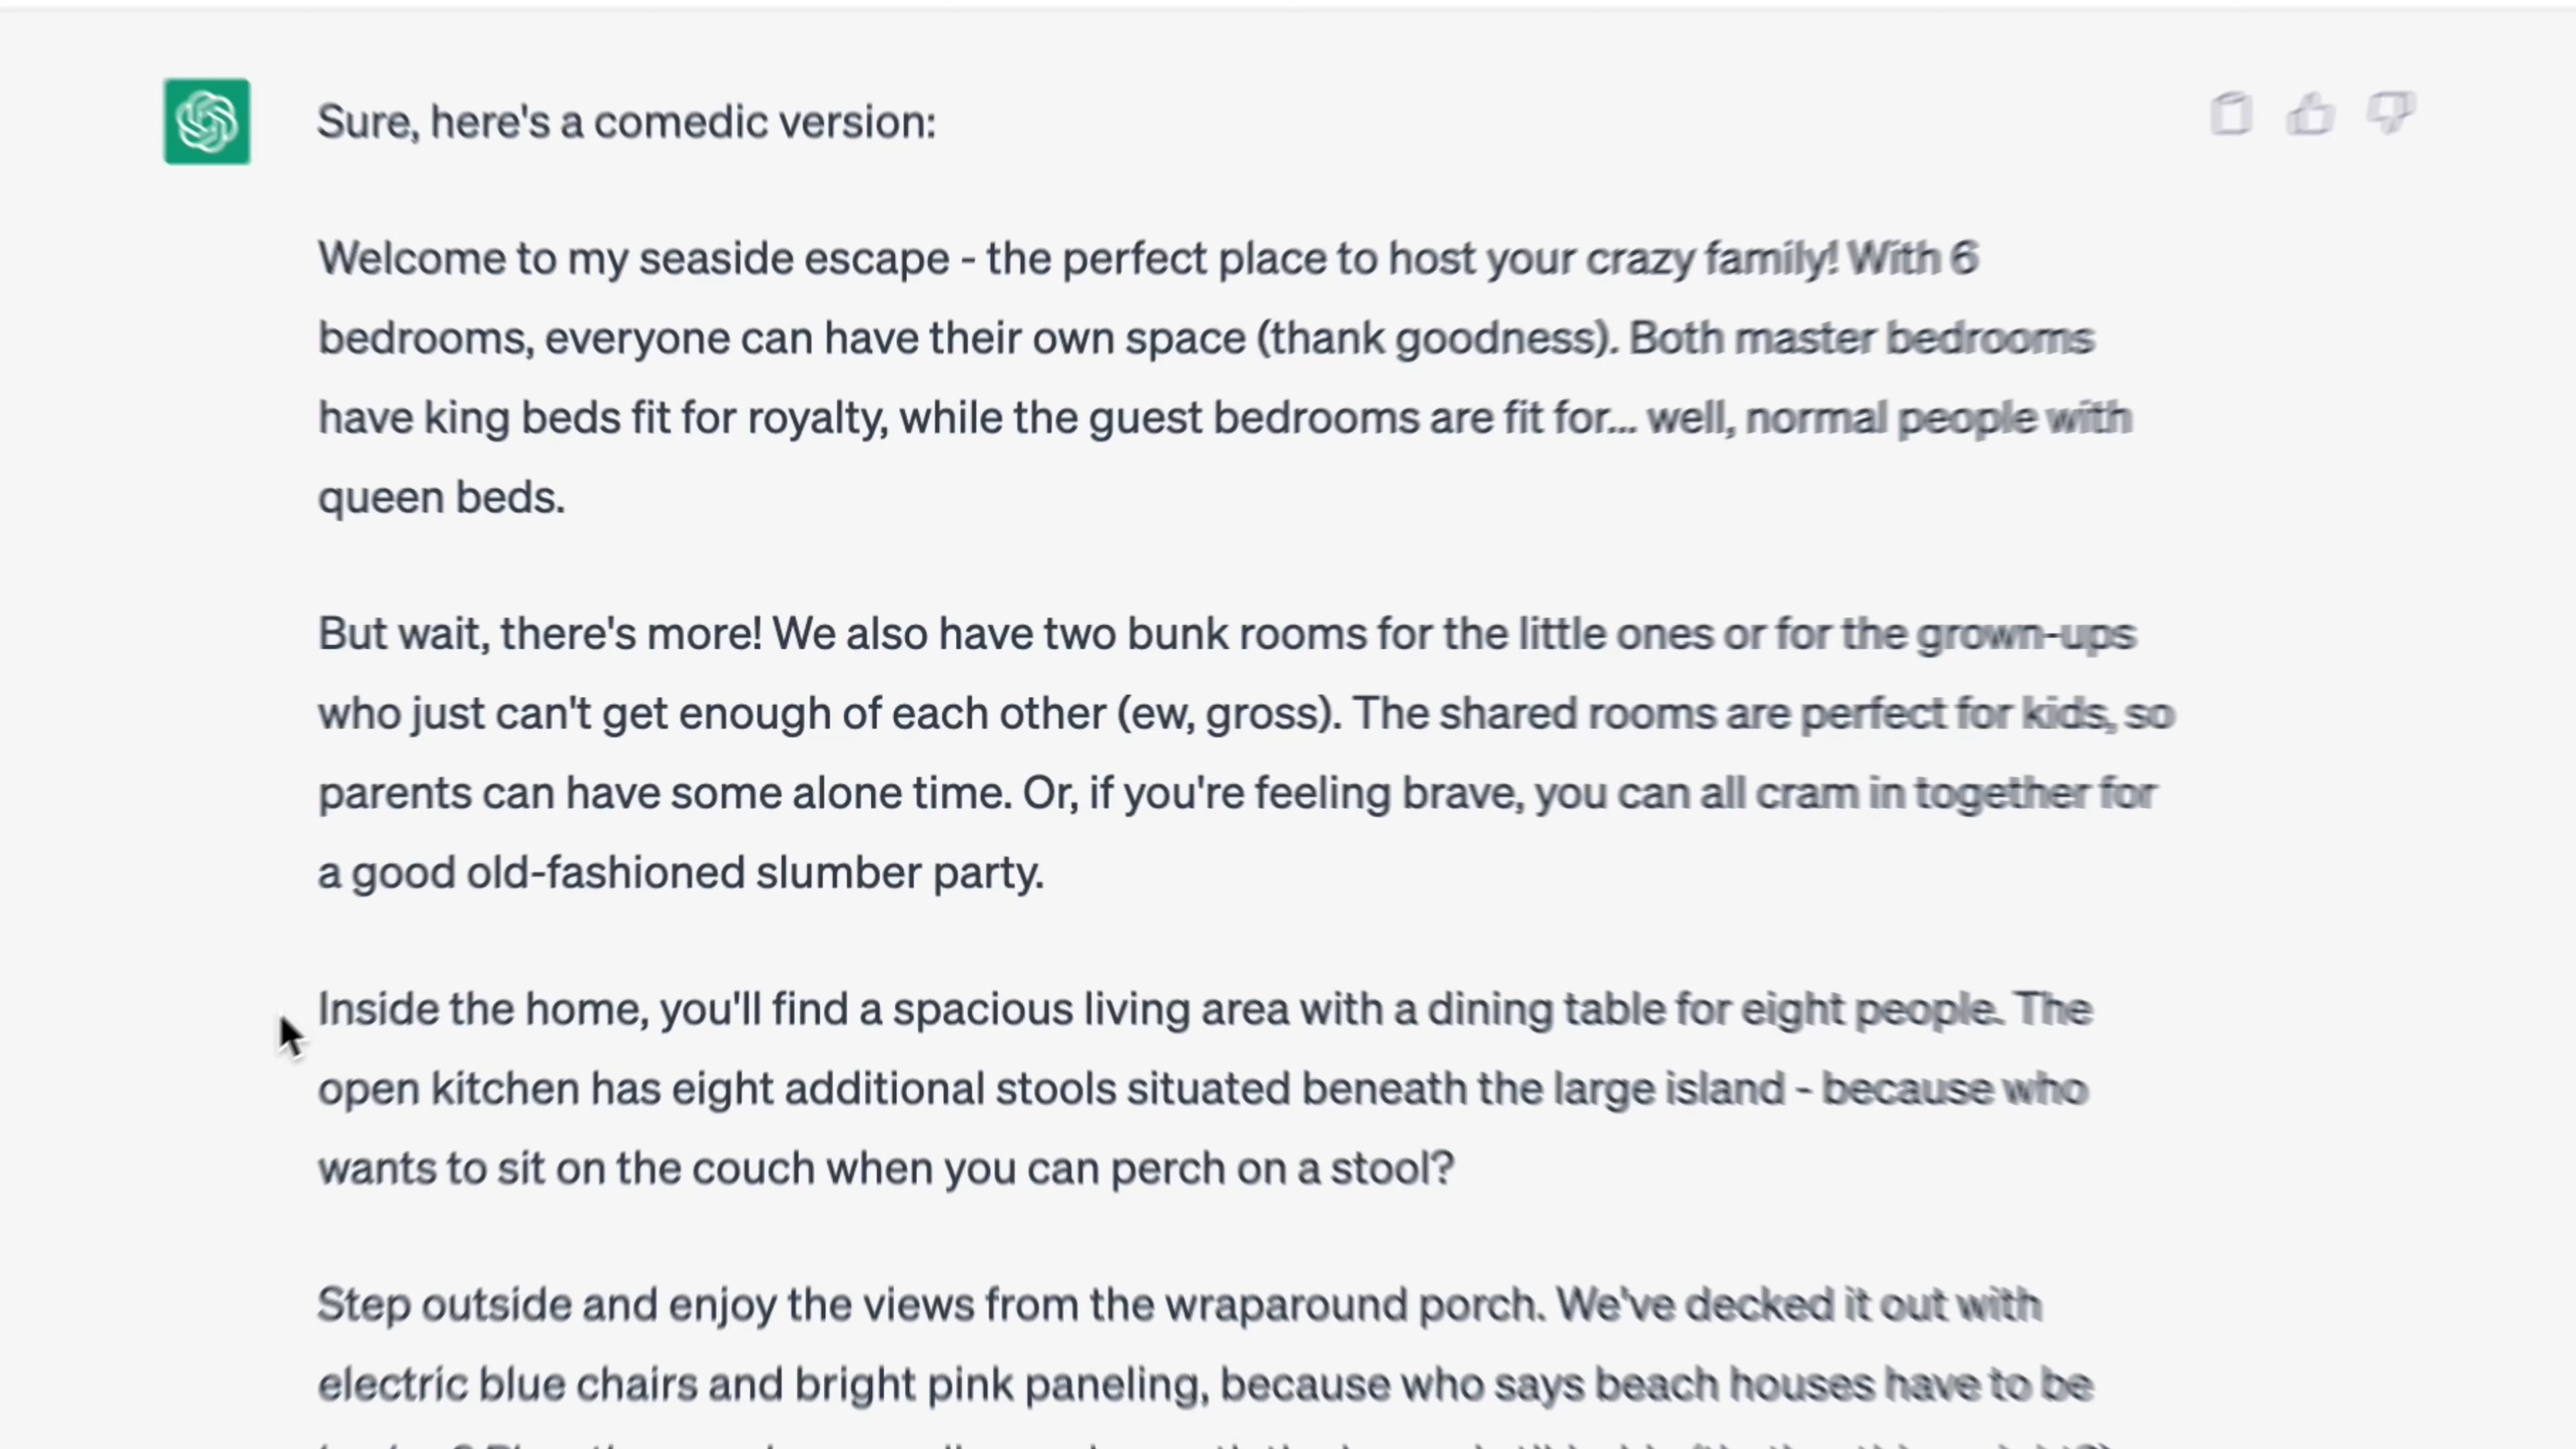 Sure, here's a comedic version:
Welcome to my seaside escape - the perfect place to host your crazy family! With 6
bedrooms, everyone can have their own space (thank goodness). Both master bedrooms
have king beds fit for royalty, while the guest bedrooms are fit for... well, normal people with
queen beds.
But wait, there's more! We also have two bunk rooms for the little ones or for the grown-ups
who just can't get enough of each other (ew, gross). The shared rooms are perfect for kids, so
parents can have some alone time. Or, if you're feeling brave, you can all cram in together for
a good old-fashioned slumber party.
Inside the home, you'll find a spacious living area with a dining table for eight people. The
open kitchen has eight additional stools situated beneath the large island - because who
wants to sit on the couch when you can perch on a stool?
Step outside and enjoy the views from the wraparound porch. We've decked it out with
electric blue chairs and bright pink paneling, because who says beach houses have to be